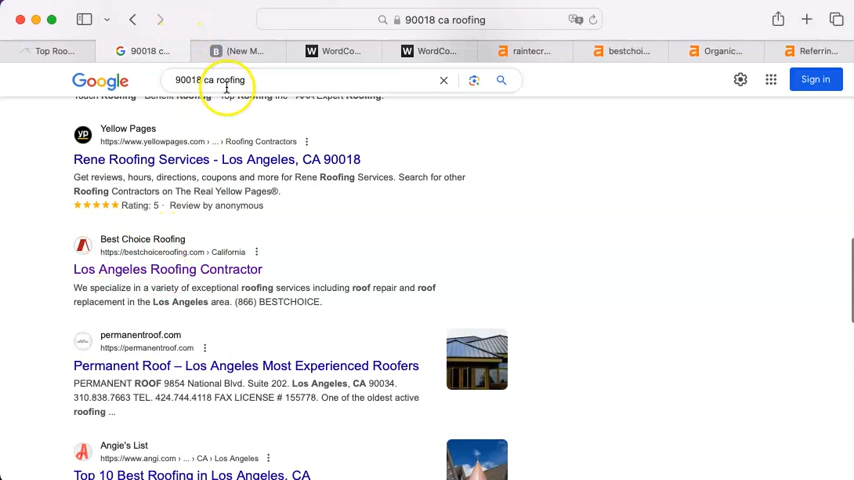 90018 ca roofing
Top Roo...
90018 c...
(New M...
WordCo...
WordCo...
raintecr...
bestchoi...
Organic...
Referrin...
Google
90018 ca roofing
Sign in
Touch Roofing · Benefit Roofing · Top Roofing Inc · AAA Expert Roofing.
Yellow Pages
https://www.yellowpages.com › ... › Roofing Contractors
Rene Roofing Services - Los Angeles, CA 90018
Get reviews, hours, directions, coupons and more for Rene Roofing Services. Search for other
Roofing Contractors on The Real Yellow Pages®.
Rating: 5 · Review by anonymous
Best Choice Roofing
https://bestchoiceroofing.com › California
Los Angeles Roofing Contractor
We specialize in a variety of exceptional roofing services including roof repair and roof
replacement in the Los Angeles area. (866) BESTCHOICE.
permanentroof.com
https://permanentroof.com
Permanent Roof – Los Angeles Most Experienced Roofers
PERMANENT ROOF 9854 National Blvd. Suite 202. Los Angeles, CA 90034.
310.838.7663 TEL. 424.744.4118 FAX LICENSE # 155778. One of the oldest active
roofing ...
Angie's List
https://www.angi.com › ... › CA › Los Angeles
Top 10 Best Roofing in Los Angeles, CA